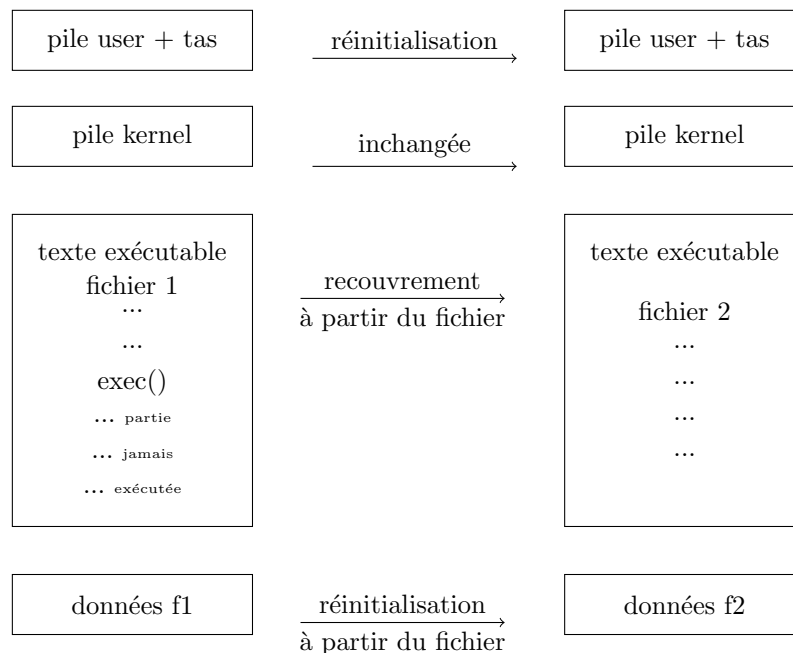 pile user + tas
réinitialisation
pile user + tas
pile kernel
inchangée
pile kernel
texte exécutable
fichier 1
...
...
exec()
... partie
... jamais
... exécutée
recouvrement
à partir du fichier
texte exécutable
fichier 2
...
...
...
...
données f1
réinitialisation
à partir du fichier
données f2